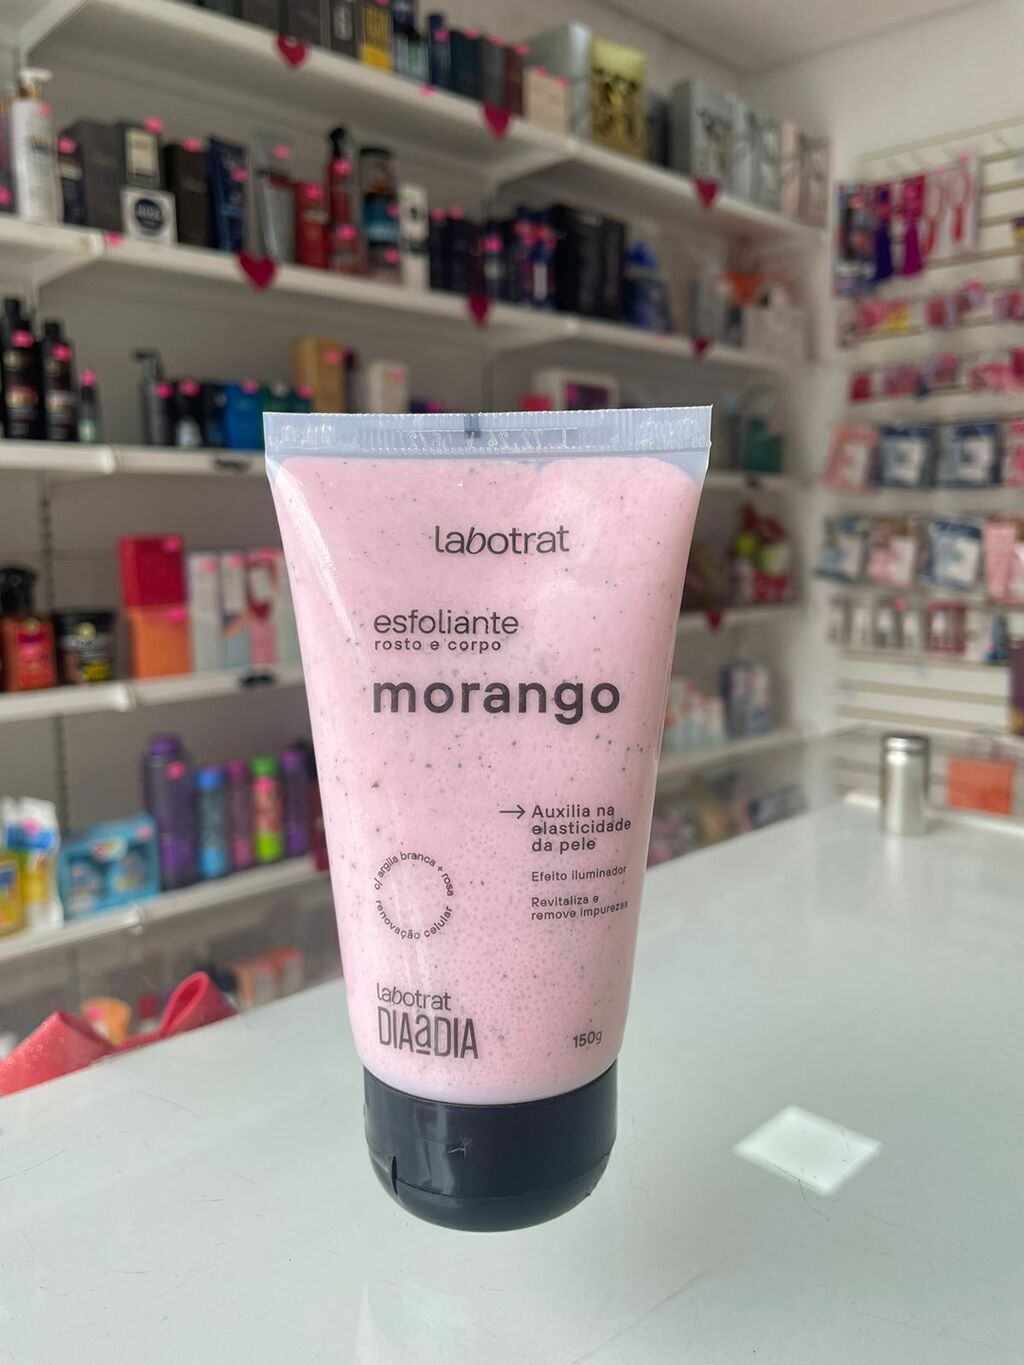 labotrat
esfoliante
rosto e corpo
morango
Auxilia na
elasticidade
da pele
Efeito iluminador
Revitaliza e
remove impurezas
c/ argila branca + rosa
renovação celular
labotrat
DIAaDIA
150g